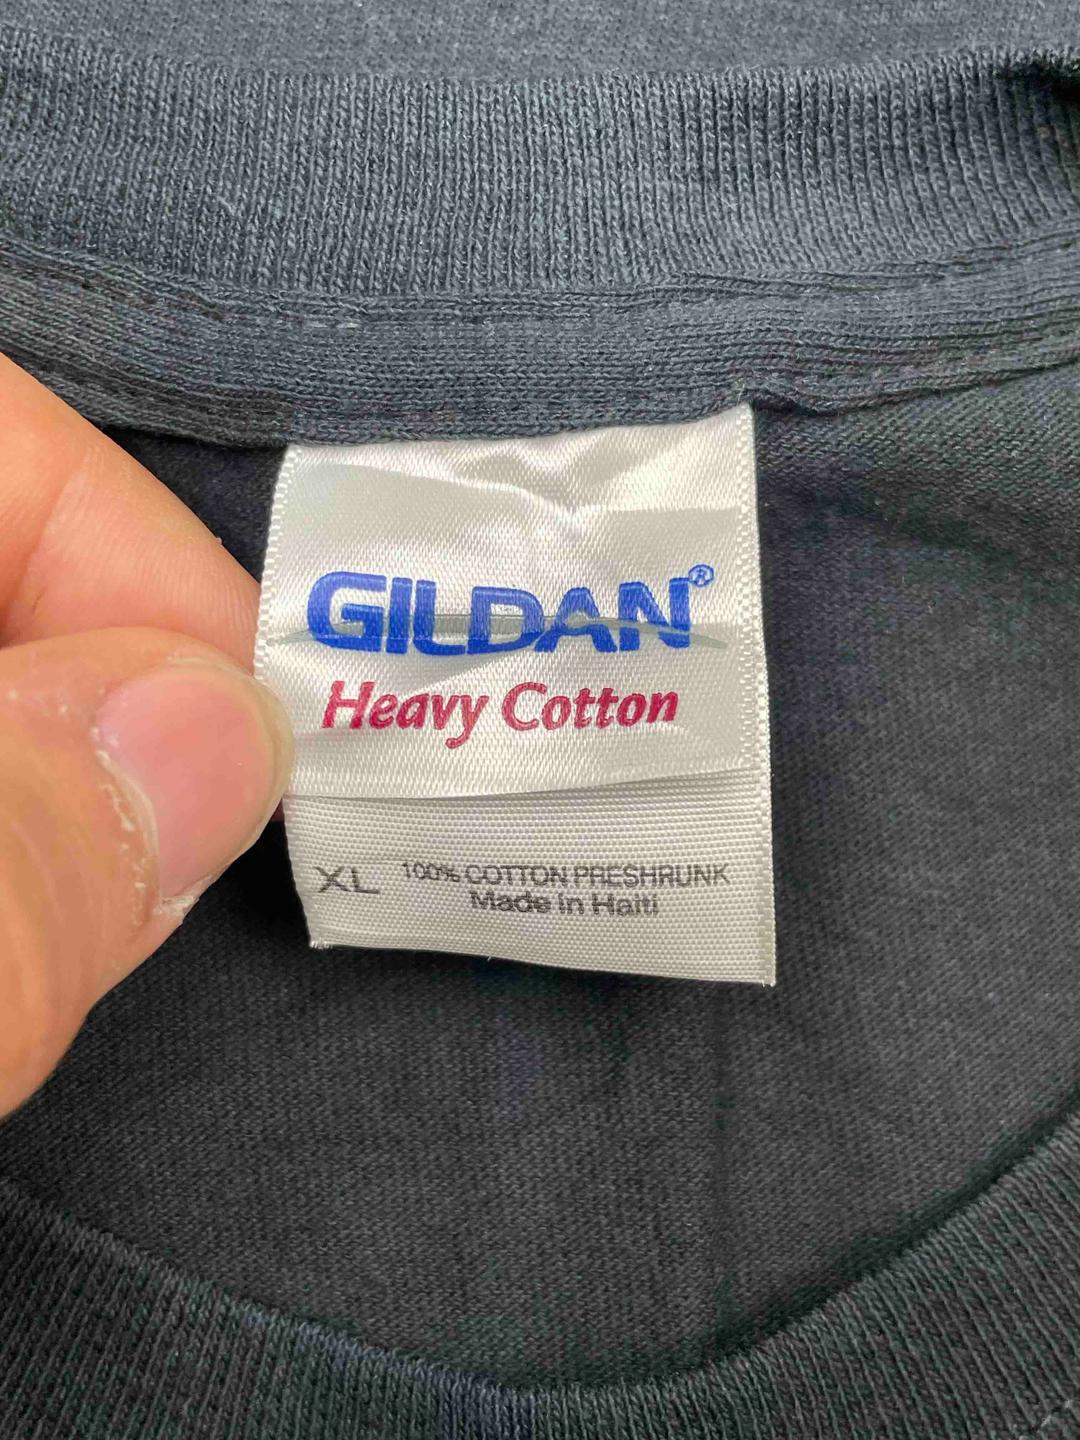 GILDAN®
Heavy Cotton
XL 100% COTTON PRESHRUNK
Made in Haiti